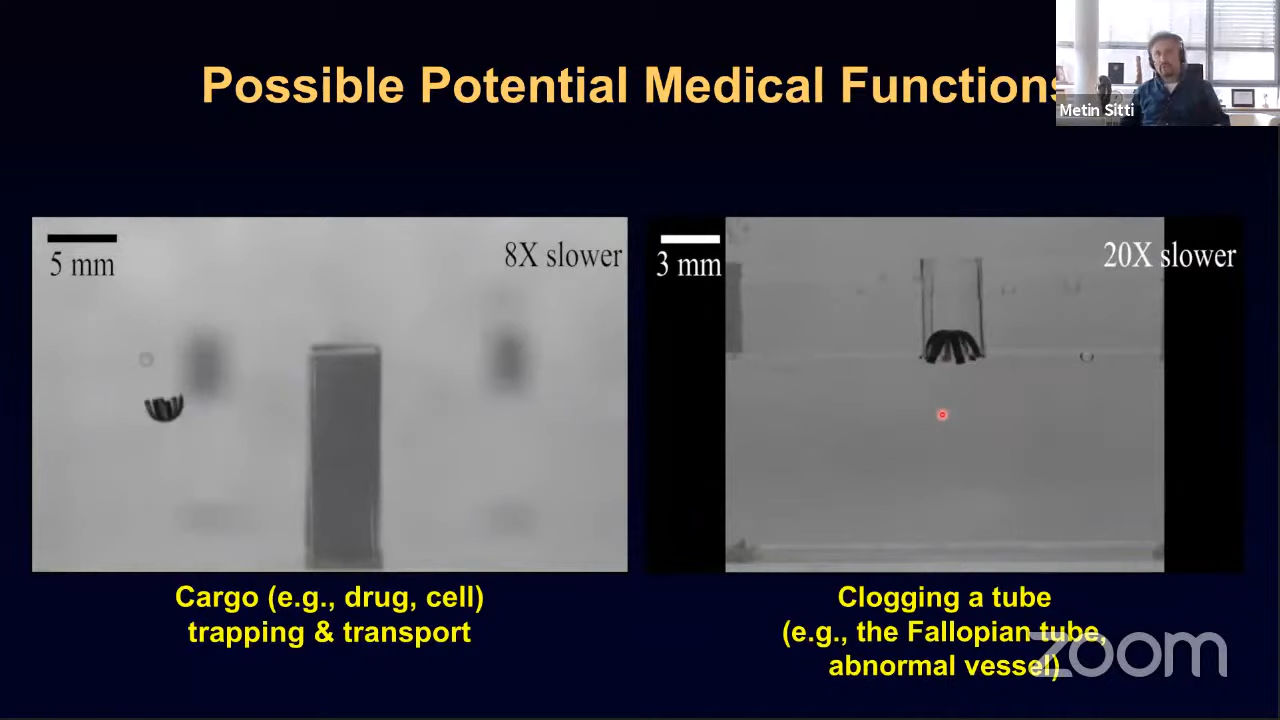 Possible Potential Medical Functions
Metin Sitti
5 mm
8X slower
3 mm
20X slower
Cargo (e.g., drug, cell)
trapping & transport
Clogging a tube
(e.g., the Fallopian tube,
abnormal vessel)
zoom